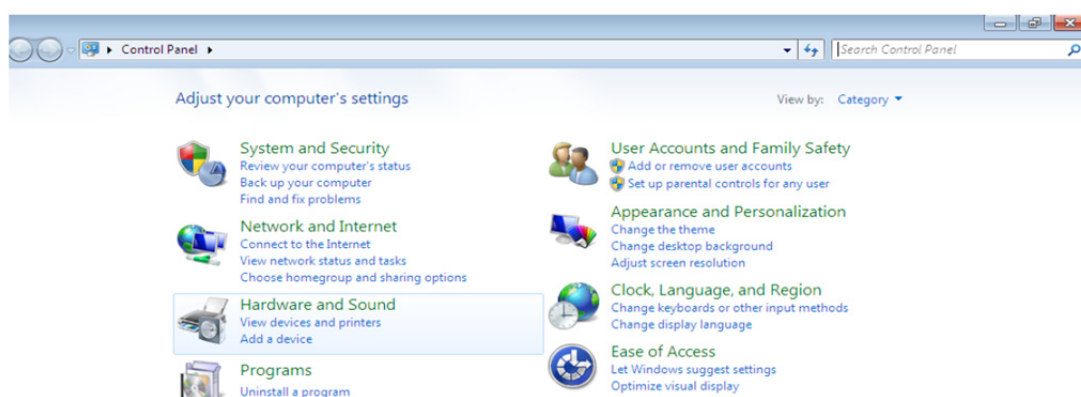 Control Panel
Search Control Panel
Adjust your computer's settings
View by: Category
System and Security
Review your computer's status
Back up your computer
Find and fix problems
Network and Internet
Connect to the Internet
View network status and tasks
Choose homegroup and sharing options
Hardware and Sound
View devices and printers
Add a device
Programs
Uninstall a program
User Accounts and Family Safety
Add or remove user accounts
Set up parental controls for any user
Appearance and Personalization
Change the theme
Change desktop background
Adjust screen resolution
Clock, Language, and Region
Change keyboards or other input methods
Change display language
Ease of Access
Let Windows suggest settings
Optimize visual display